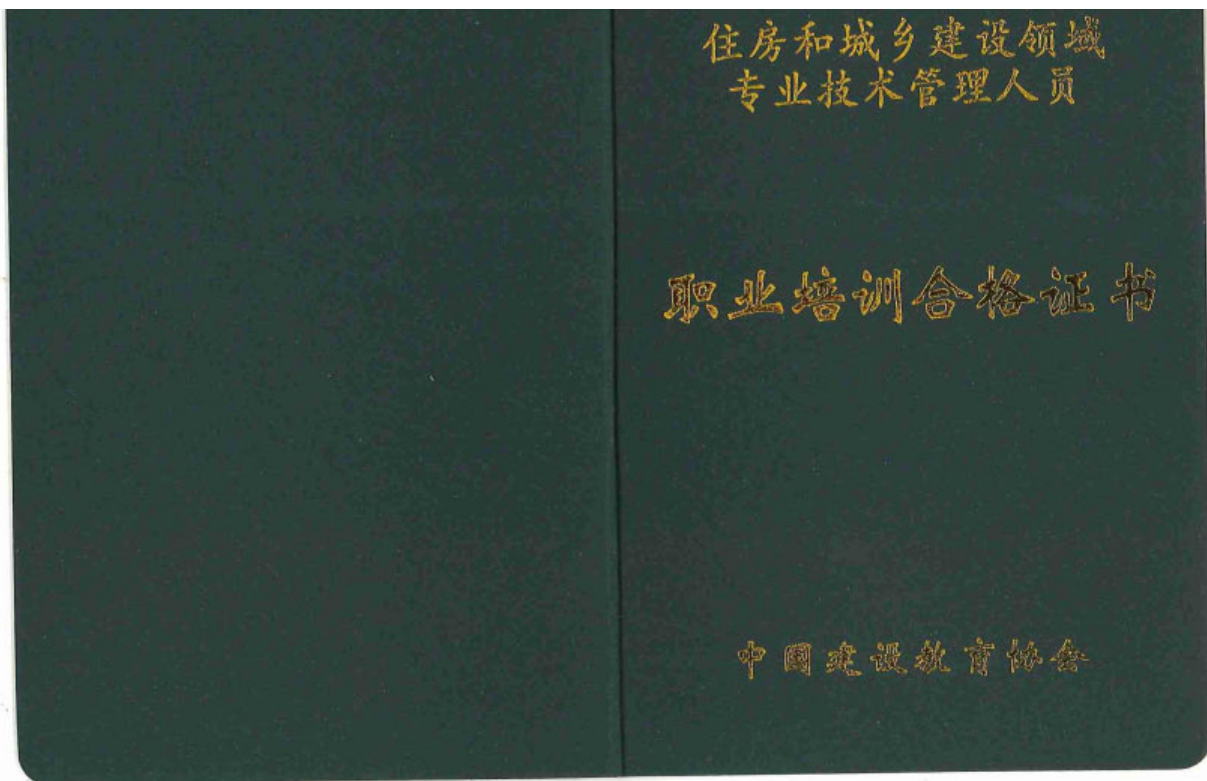 住房和城乡建设领域
专业技术管理人员
职业培训合格证书
中国建设教育协会